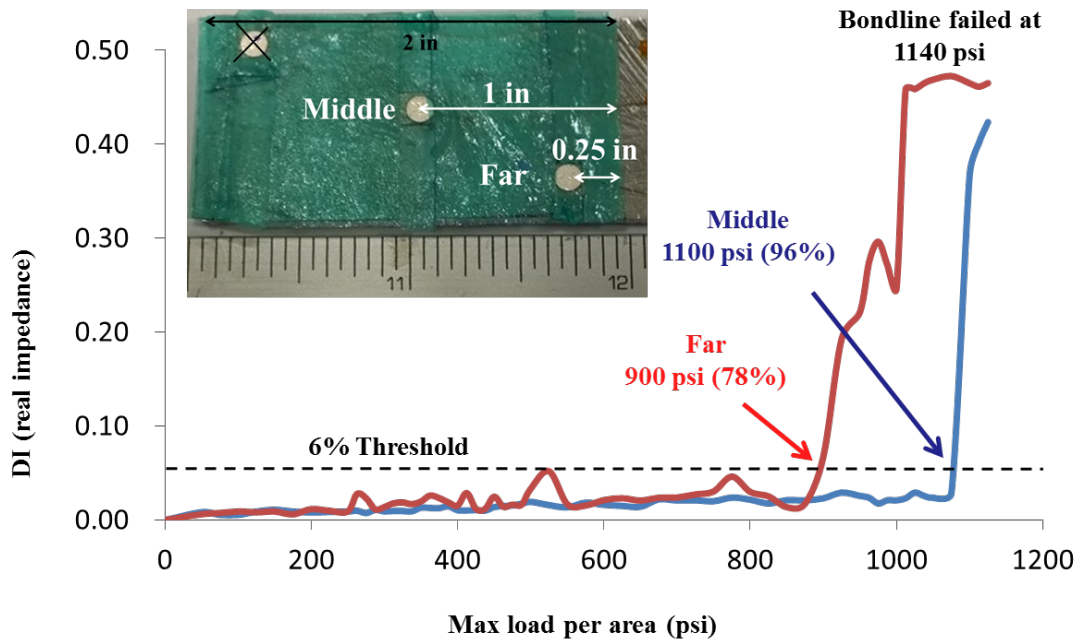 Bondline failed at
1140 psi
2 in
Middle
1 in
0.25 in
Far
11
12
Middle
1100 psi (96%)
Far
900 psi (78%)
6% Threshold
DI (real impedance)
0.50
0.40
0.30
0.20
0.10
0.00
0
200
400
600
800
1000
1200
Max load per area (psi)